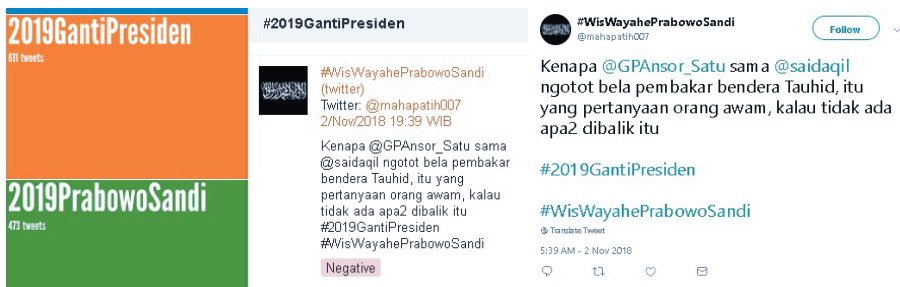 2019GantiPresiden
611 tweets
2019PrabowoSandi
473 tweets
#2019GantiPresiden
#WisWayahePrabowoSandi
(twitter)
Twitter: @mahapatih007
2/Nov/2018 19:39 WIB
Kenapa @GPAnsor_Satu sama
@saidaqil ngotot bela pembakar
bendera Tauhid, itu yang
pertanyaan orang awam, kalau
tidak ada apa2 dibalik itu
#2019GantiPresiden
#WisWayahePrabowoSandi
Negative
#WisWayahePrabowoSandi
@mahapatih007
Follow
Kenapa @GPAnsor_Satu sama @saidaqil
ngotot bela pembakar bendera Tauhid, itu
yang pertanyaan orang awam, kalau tidak ada
apa2 dibalik itu
#2019GantiPresiden
#WisWayahePrabowoSandi
Translate Tweet
5:39 AM - 2 Nov 2018